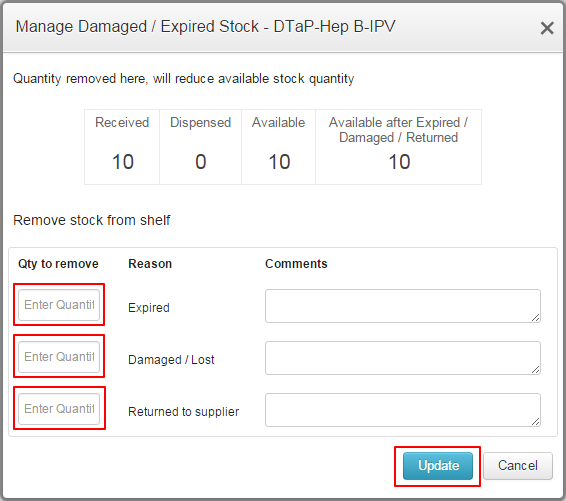 Manage Damaged / Expired Stock - DTaP-Hep B-IPV
Quantity removed here, will reduce available stock quantity
Received Dispensed Available Available after Expired /
Damaged / Returned
10 0 10 10
Remove stock from shelf
Qty to remove Reason Comments
Enter Quantit Expired
Enter Quantit Damaged / Lost
Enter Quantit Returned to supplier
Update Cancel